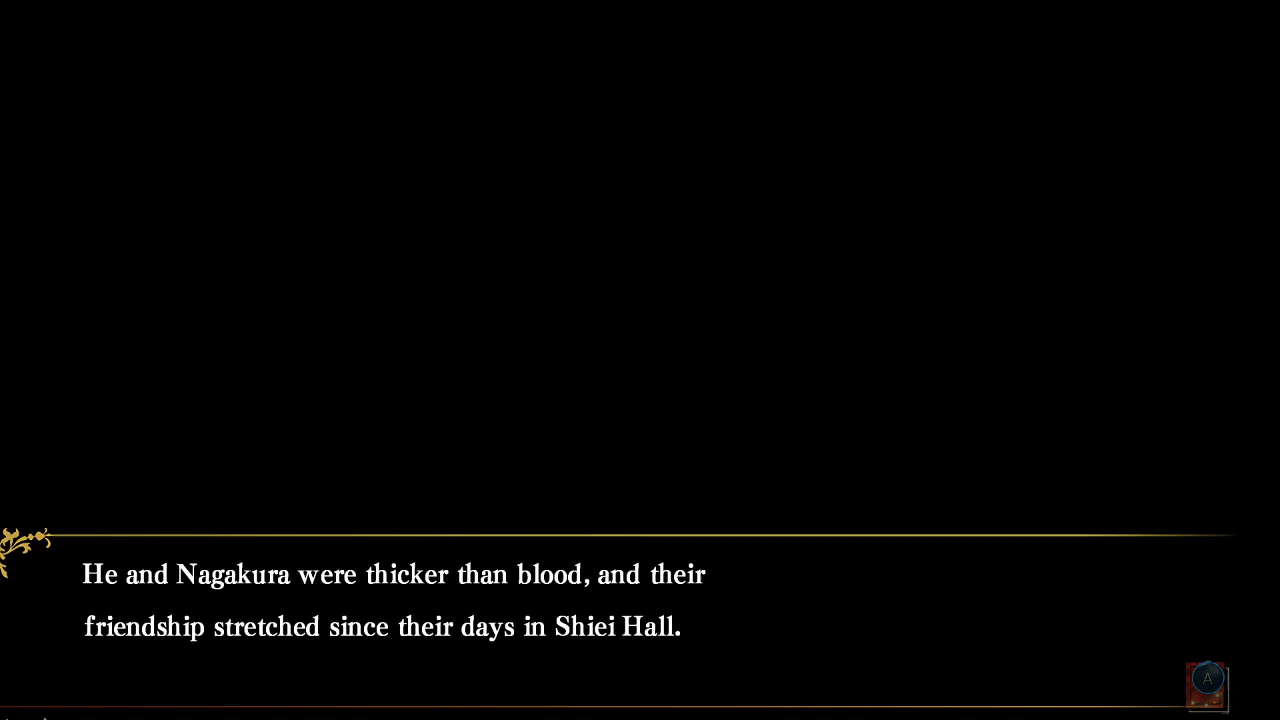 He and Nagakura were thicker than blood, and their
friendship stretched since their days in Shiei Hall.
A